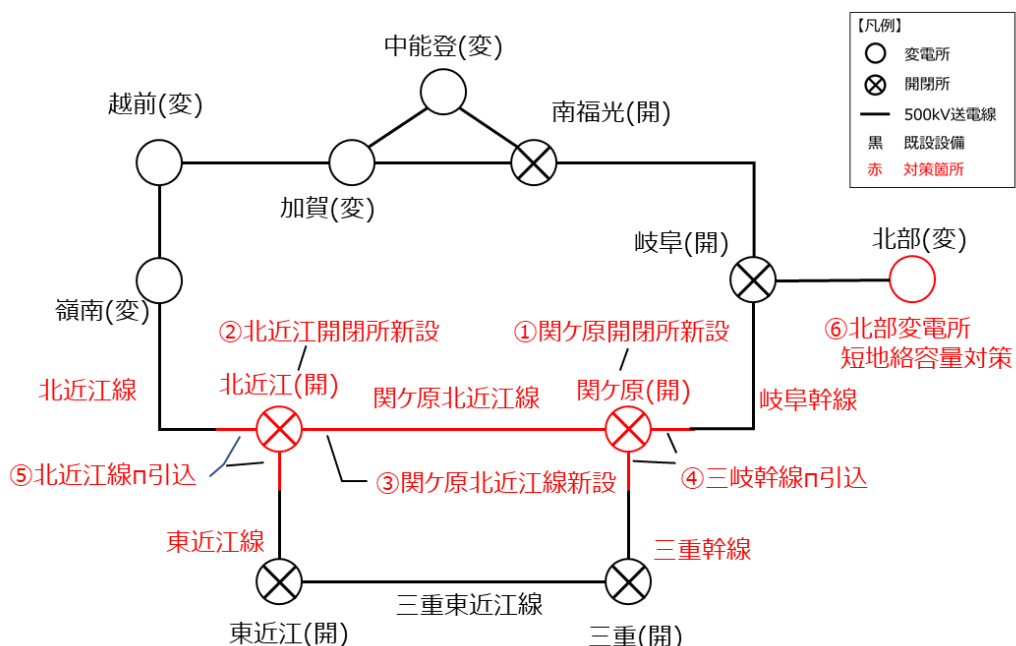 【凡例】
変電所
開閉所
500kV送電線
黒 既設設備
赤 対策箇所
中能登(変)
越前(変)
南福光(開)
加賀(変)
岐阜(開)
北部(変)
嶺南(変)
②北近江開閉所新設
①関ケ原開閉所新設
⑥北部変電所
短地絡容量対策
北近江線
北近江(開)
関ケ原北近江線
関ケ原(開)
岐阜幹線
⑤北近江線π引込
③関ケ原北近江線新設
④三岐幹線π引込
東近江線
三重幹線
三重東近江線
東近江(開)
三重(開)